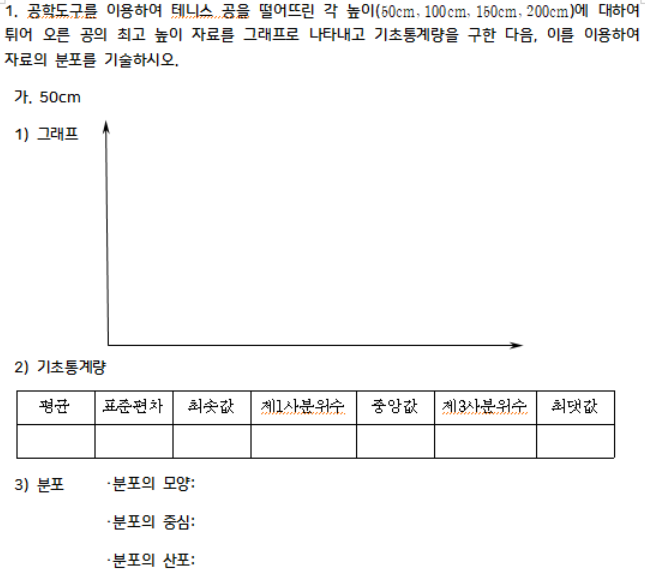 1. 공학도구를 이용하여 테니스 공을 떨어뜨린 각 높이(50cm, 100cm, 150cm, 200cm)에 대하여
튀어 오른 공의 최고 높이 자료를 그래프로 나타내고 기초통계량을 구한 다음, 이를 이용하여
자료의 분포를 기술하시오.
가. 50cm
1) 그래프
2) 기초통계량
평균 표준편차 최솟값 제1사분위수 중앙값 제3사분위수 최댓값
3) 분포 ·분포의 모양:
·분포의 중심:
·분포의 산포: